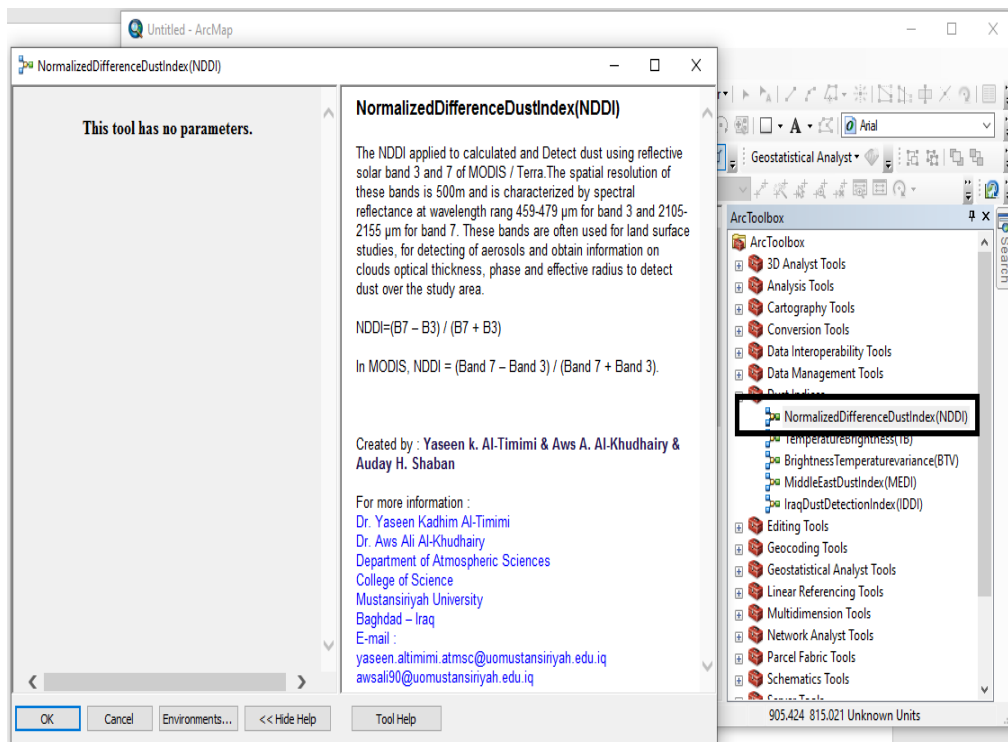 Untitled - ArcMap
NormalizedDifferenceDustIndex(NDDI)
This tool has no parameters.
NormalizedDifferenceDustIndex(NDDI)
The NDDI applied to calculated and Detect dust using reflective
solar band 3 and 7 of MODIS / Terra.The spatial resolution of
these bands is 500m and is characterized by spectral
reflectance at wavelength rang 459-479 µm for band 3 and 2105-
2155 µm for band 7. These bands are often used for land surface
studies, for detecting of aerosols and obtain information on
clouds optical thickness, phase and effective radius to detect
dust over the study area.
NDDI=(B7 – B3) / (B7 + B3)
In MODIS, NDDI = (Band 7 – Band 3) / (Band 7 + Band 3).
Created by : Yaseen k. Al-Timimi & Aws A. Al-Khudhairy &
Auday H. Shaban
For more information :
Dr. Yaseen Kadhim Al-Timimi
Dr. Aws Ali Al-Khudhairy
Department of Atmospheric Sciences
College of Science
Mustansiriyah University
Baghdad – Iraq
E-mail :
yaseen.altimimi.atmsc@uomustansiriyah.edu.iq
awsali90@uomustansiriyah.edu.iq
OK
Cancel
Environments...
<< Hide Help
Tool Help
A
Arial
Geostatistical Analyst
ArcToolbox
Search
ArcToolbox
3D Analyst Tools
Analysis Tools
Cartography Tools
Conversion Tools
Data Interoperability Tools
Data Management Tools
Dust Indices
NormalizedDifferenceDustIndex(NDDI)
TemperatureBrightness(TB)
BrightnessTemperaturevariance(BTV)
MiddleEastDustIndex(MEDI)
IraqDustDetectionIndex(IDDI)
Editing Tools
Geocoding Tools
Geostatistical Analyst Tools
Linear Referencing Tools
Multidimension Tools
Network Analyst Tools
Parcel Fabric Tools
Schematics Tools
Server Tools
905.424 815.021 Unknown Units